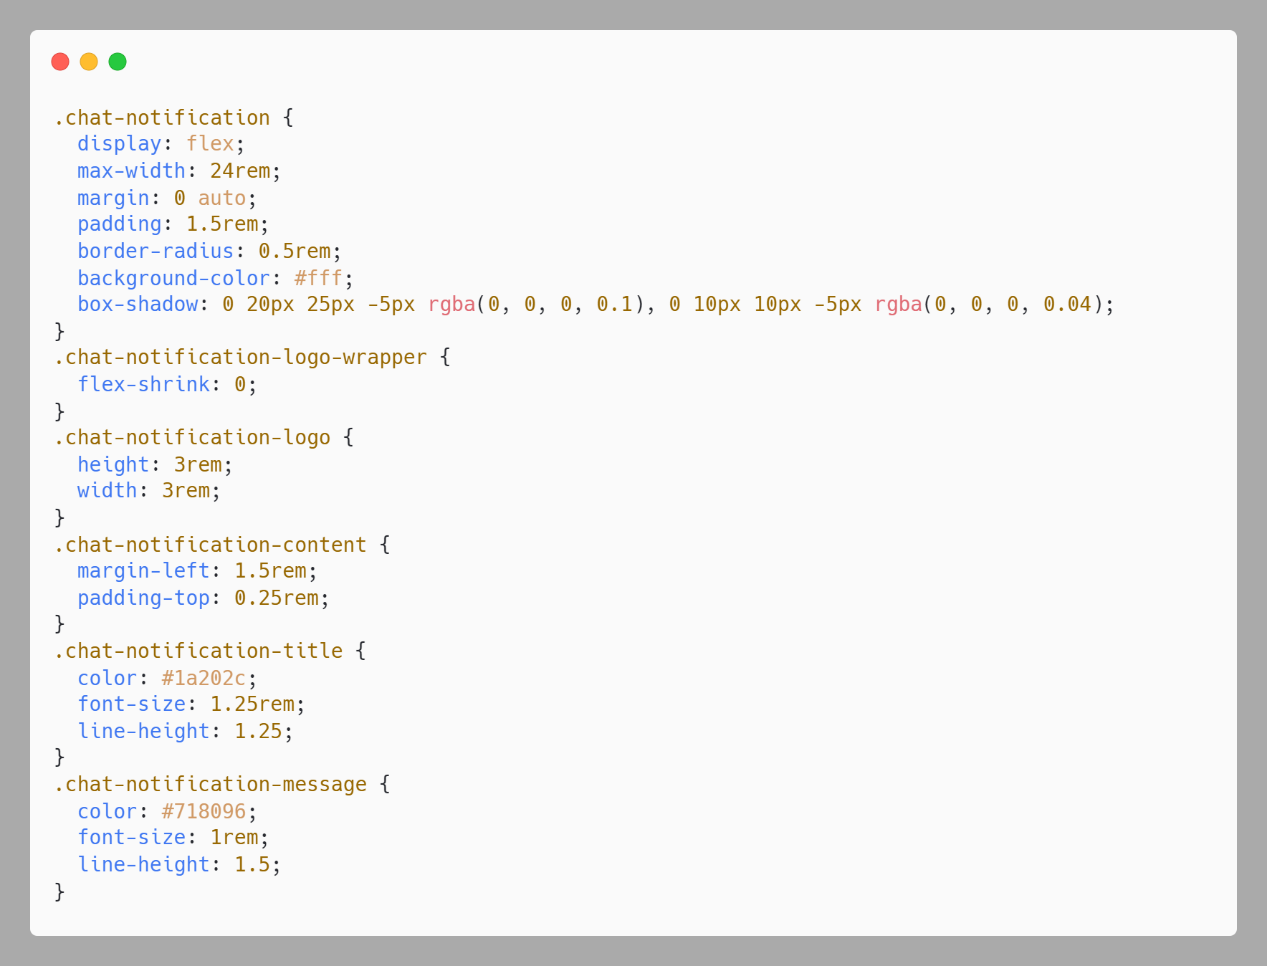 .chat-notification {
  display: flex;
  max-width: 24rem;
  margin: 0 auto;
  padding: 1.5rem;
  border-radius: 0.5rem;
  background-color: #fff;
  box-shadow: 0 20px 25px -5px rgba(0, 0, 0, 0.1), 0 10px 10px -5px rgba(0, 0, 0, 0.04);
}
.chat-notification-logo-wrapper {
  flex-shrink: 0;
}
.chat-notification-logo {
  height: 3rem;
  width: 3rem;
}
.chat-notification-content {
  margin-left: 1.5rem;
  padding-top: 0.25rem;
}
.chat-notification-title {
  color: #1a202c;
  font-size: 1.25rem;
  line-height: 1.25;
}
.chat-notification-message {
  color: #718096;
  font-size: 1rem;
  line-height: 1.5;
}